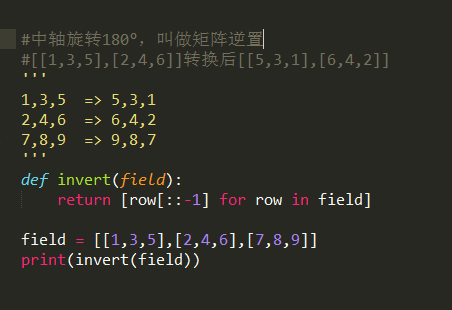 #中轴旋转180°，叫做矩阵逆置
#[[1,3,5],[2,4,6]]转换后[[5,3,1],[6,4,2]]
'''
1,3,5  => 5,3,1
2,4,6  => 6,4,2
7,8,9  => 9,8,7
'''
def invert(field):
    return [row[::-1] for row in field]

field = [[1,3,5],[2,4,6],[7,8,9]]
print(invert(field))